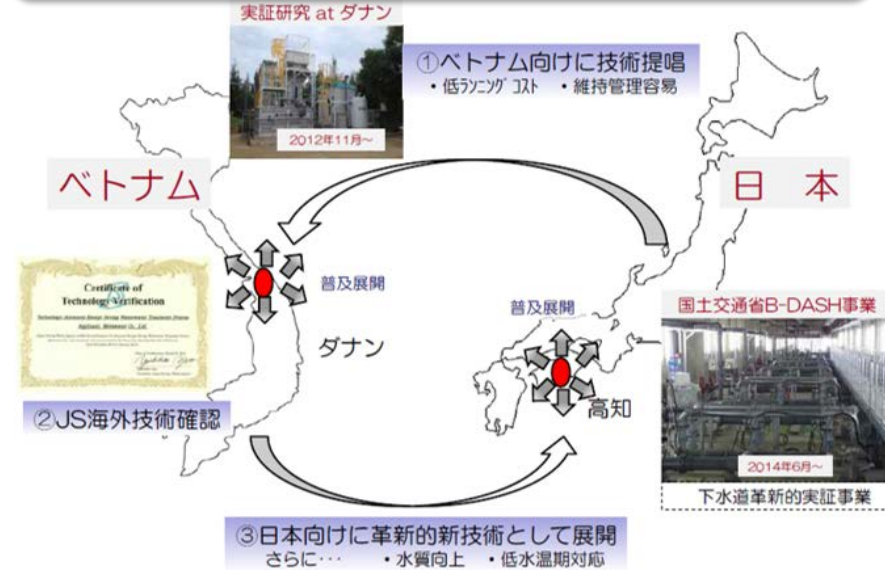 実証研究 at ダナン
①ベトナム向けに技術提唱
・低ランニングコスト ・維持管理容易
2012年11月～
ベトナム
日 本
Certificate of
Technology Verification
普及展開
普及展開
国土交通省B-DASH事業
ダナン
②JS海外技術確認
高知
2014年6月～
下水道革新的実証事業
③日本向けに革新的新技術として展開
さらに… ・水質向上 ・低水温期対応